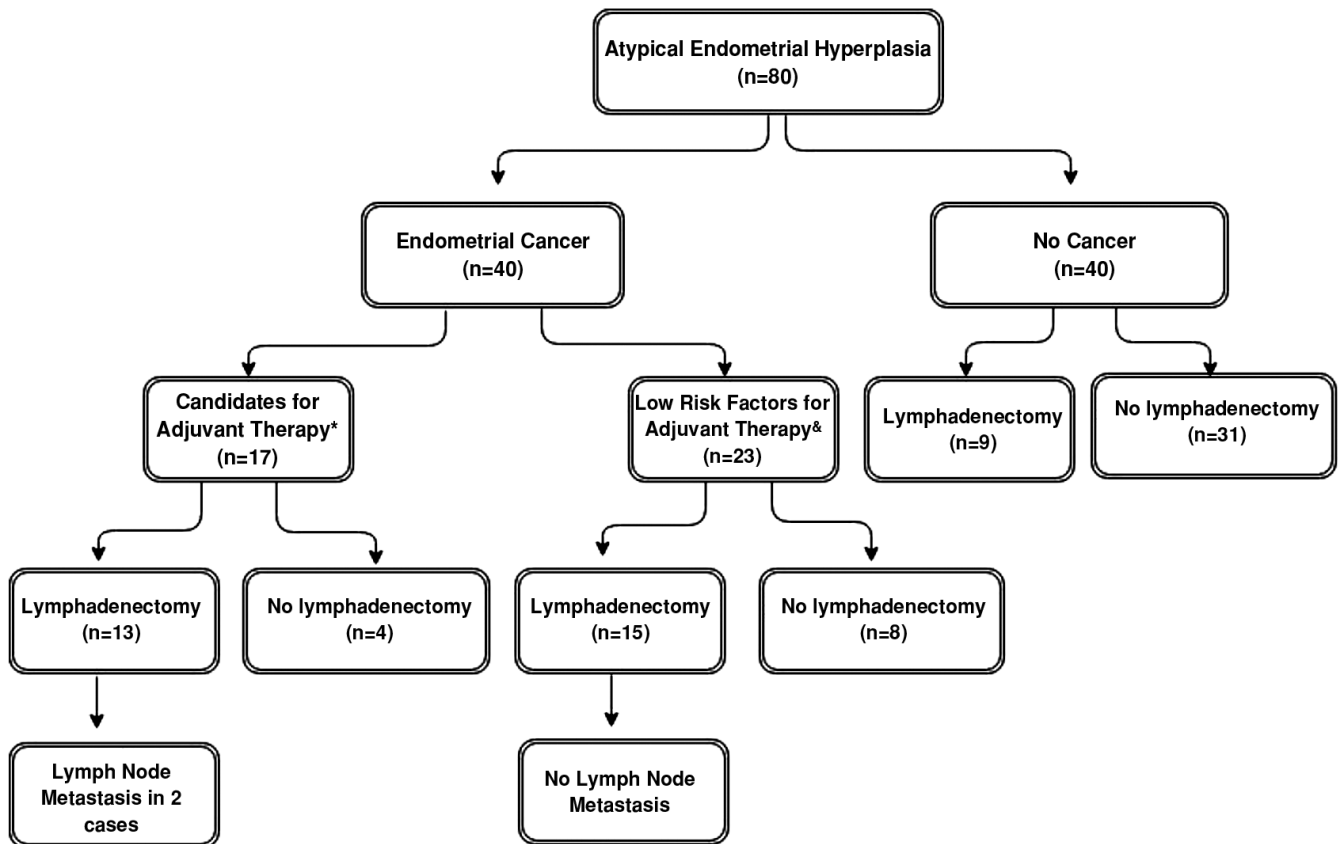 Atypical Endometrial Hyperplasia
(n=80)
Endometrial Cancer
(n=40)
No Cancer
(n=40)
Candidates for
Adjuvant Therapy*
(n=17)
Low Risk Factors for
Adjuvant Therapy&
(n=23)
Lymphadenectomy
(n=9)
No lymphadenectomy
(n=31)
Lymphadenectomy
(n=13)
No lymphadenectomy
(n=4)
Lymphadenectomy
(n=15)
No lymphadenectomy
(n=8)
Lymph Node
Metastasis in 2
cases
No Lymph Node
Metastasis